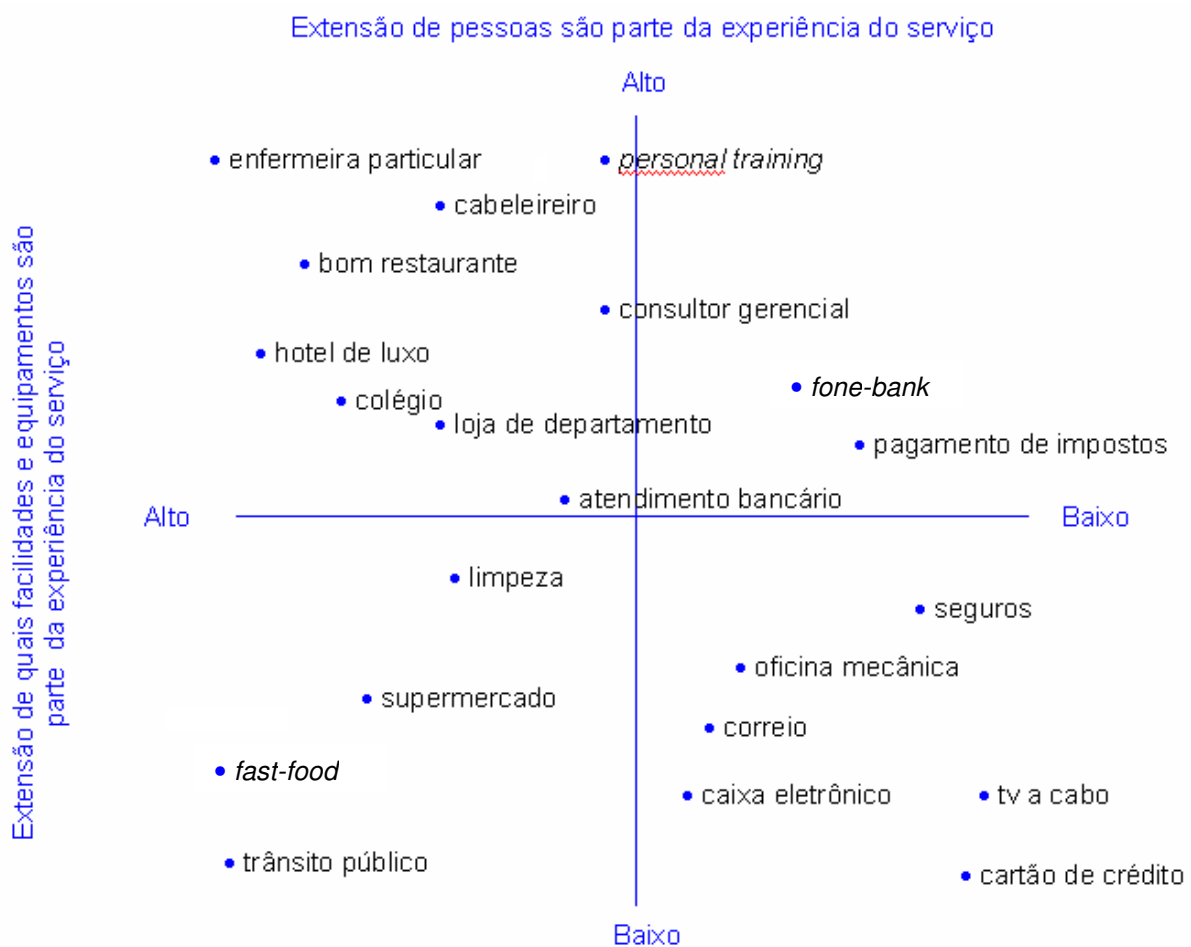 Extensão de pessoas são parte da experiência do serviço
Alto
enfermeira particular
personal training
cabeleireiro
bom restaurante
consultor gerencial
hotel de luxo
fone-bank
colégio
loja de departamento
pagamento de impostos
atendimento bancário
Alto
Baixo
Extensão de quais facilidades e equipamentos são
parte da experiência do serviço
limpeza
seguros
oficina mecânica
supermercado
correio
fast-food
caixa eletrônico
tv a cabo
trânsito público
cartão de crédito
Baixo